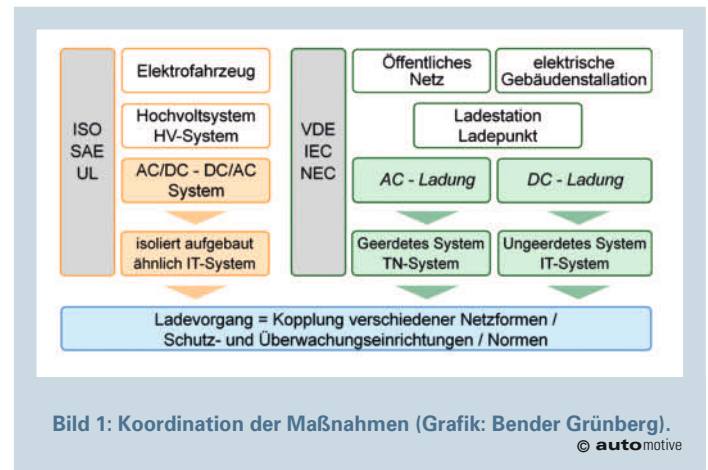 ISO
SAE
UL
Elektrofahrzeug
Hochvoltsystem
HV-System
AC/DC - DC/AC
System
isoliert aufgebaut
ähnlich IT-System
VDE
IEC
NEC
Öffentliches
Netz
elektrische
Gebäudenstallation
Ladestation
Ladepunkt
AC - Ladung
DC - Ladung
Geerdetes System
TN-System
Ungeerdetes System
IT-System
Ladevorgang = Kopplung verschiedener Netzformen /
Schutz- und Überwachungseinrichtungen / Normen
Bild 1: Koordination der Maßnahmen (Grafik: Bender Grünberg).
© automotive